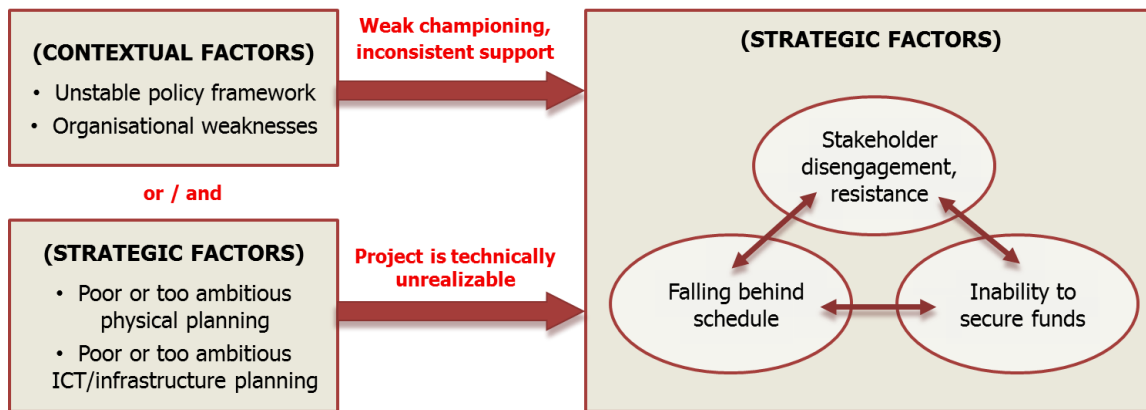 (CONTEXTUAL FACTORS)
• Unstable policy framework
• Organisational weaknesses
Weak championing,
inconsistent support
or / and
(STRATEGIC FACTORS)
• Poor or too ambitious
physical planning
• Poor or too ambitious
ICT/infrastructure planning
Project is technically
unrealizable
(STRATEGIC FACTORS)
Stakeholder
disengagement,
resistance
Falling behind
schedule
Inability to
secure funds